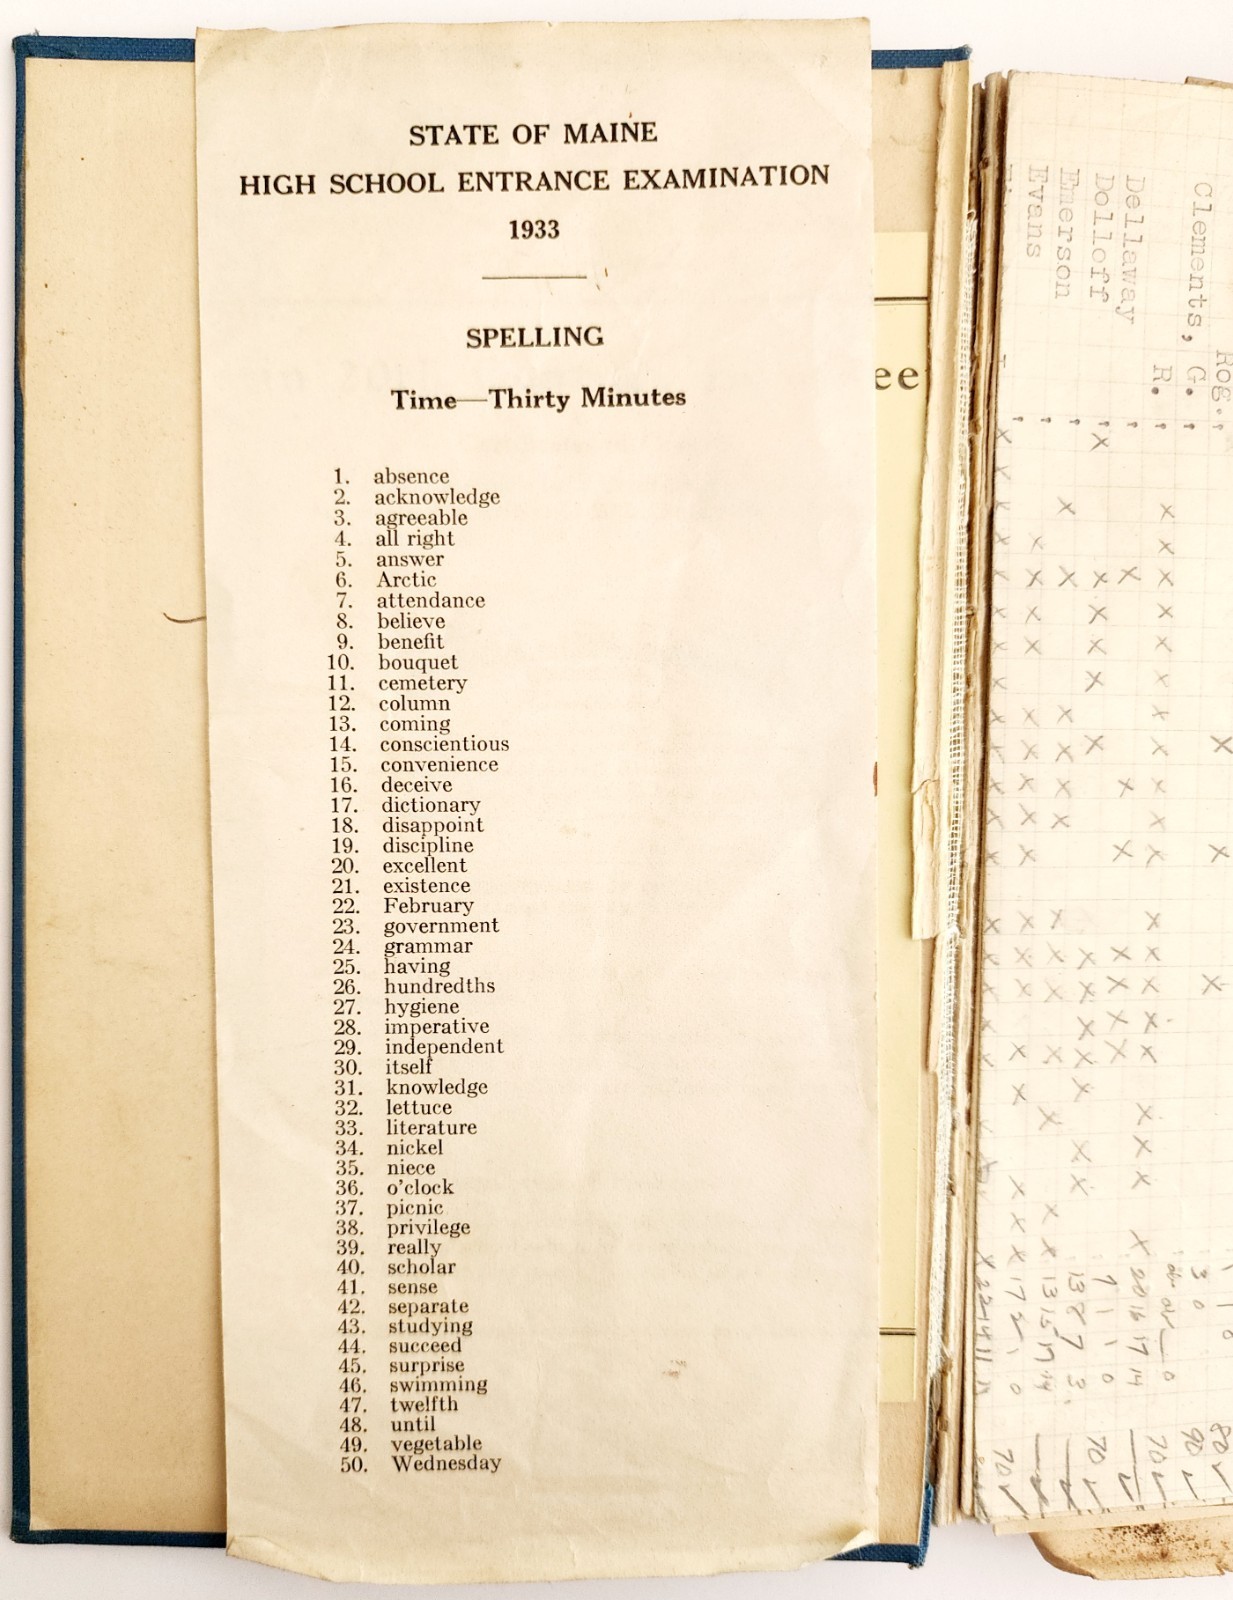 STATE OF MAINE
HIGH SCHOOL ENTRANCE EXAMINATION
1933
SPELLING
Time—Thirty Minutes
1. absence
2. acknowledge
3. agreeable
4. all right
5. answer
6. Arctic
7. attendance
8. believe
9. benefit
10. bouquet
11. cemetery
12. column
13. coming
14. conscientious
15. convenience
16. deceive
17. dictionary
18. disappoint
19. discipline
20. excellent
21. existence
22. February
23. government
24. grammar
25. having
26. hundredths
27. hygiene
28. imperative
29. independent
30. itself
31. knowledge
32. lettuce
33. literature
34. nickel
35. niece
36. o'clock
37. picnic
38. privilege
39. really
40. scholar
41. sense
42. separate
43. studying
44. succeed
45. surprise
46. swimming
47. twelfth
48. until
49. vegetable
50. Wednesday
ee
Rog.,
Clements, G.
R.
Dellaway
Dolloff
Emerson
Evans